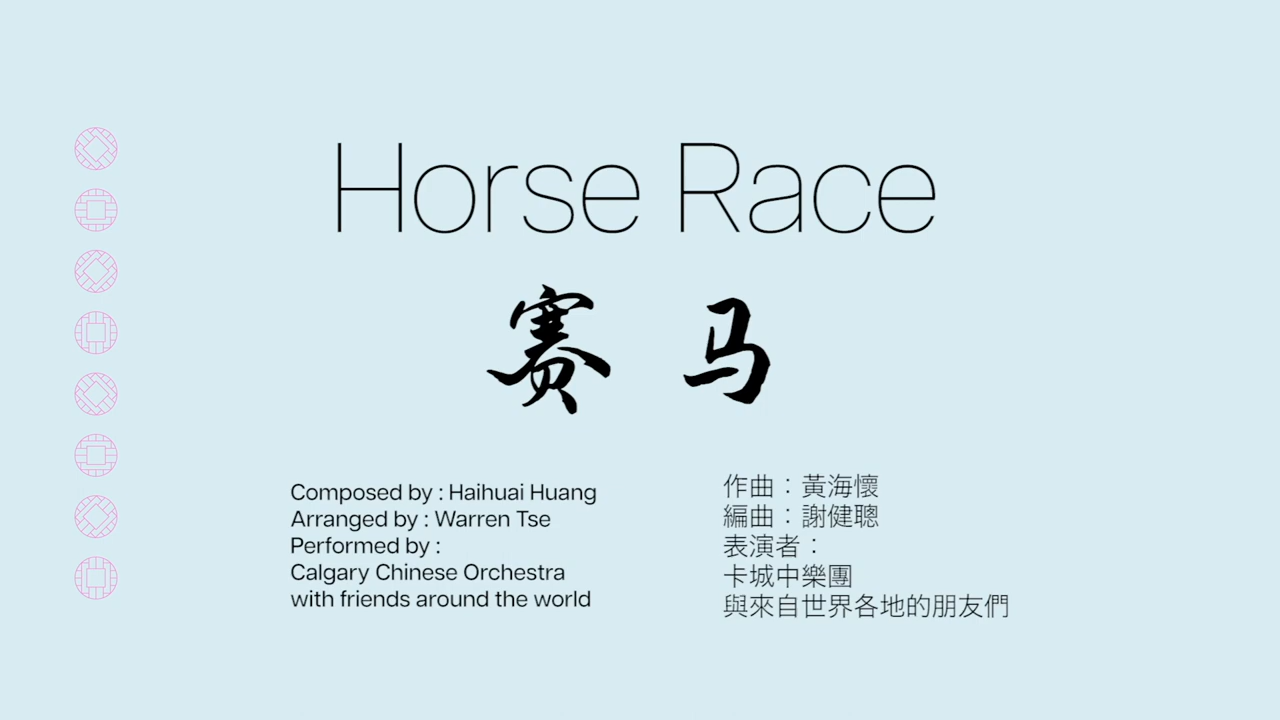 Horse Race
赛马
Composed by : Haihuai Huang
Arranged by : Warren Tse
Performed by :
Calgary Chinese Orchestra
with friends around the world
作曲：黃海懷
編曲：謝健聰
表演者：
卡城中樂團
與來自世界各地的朋友們